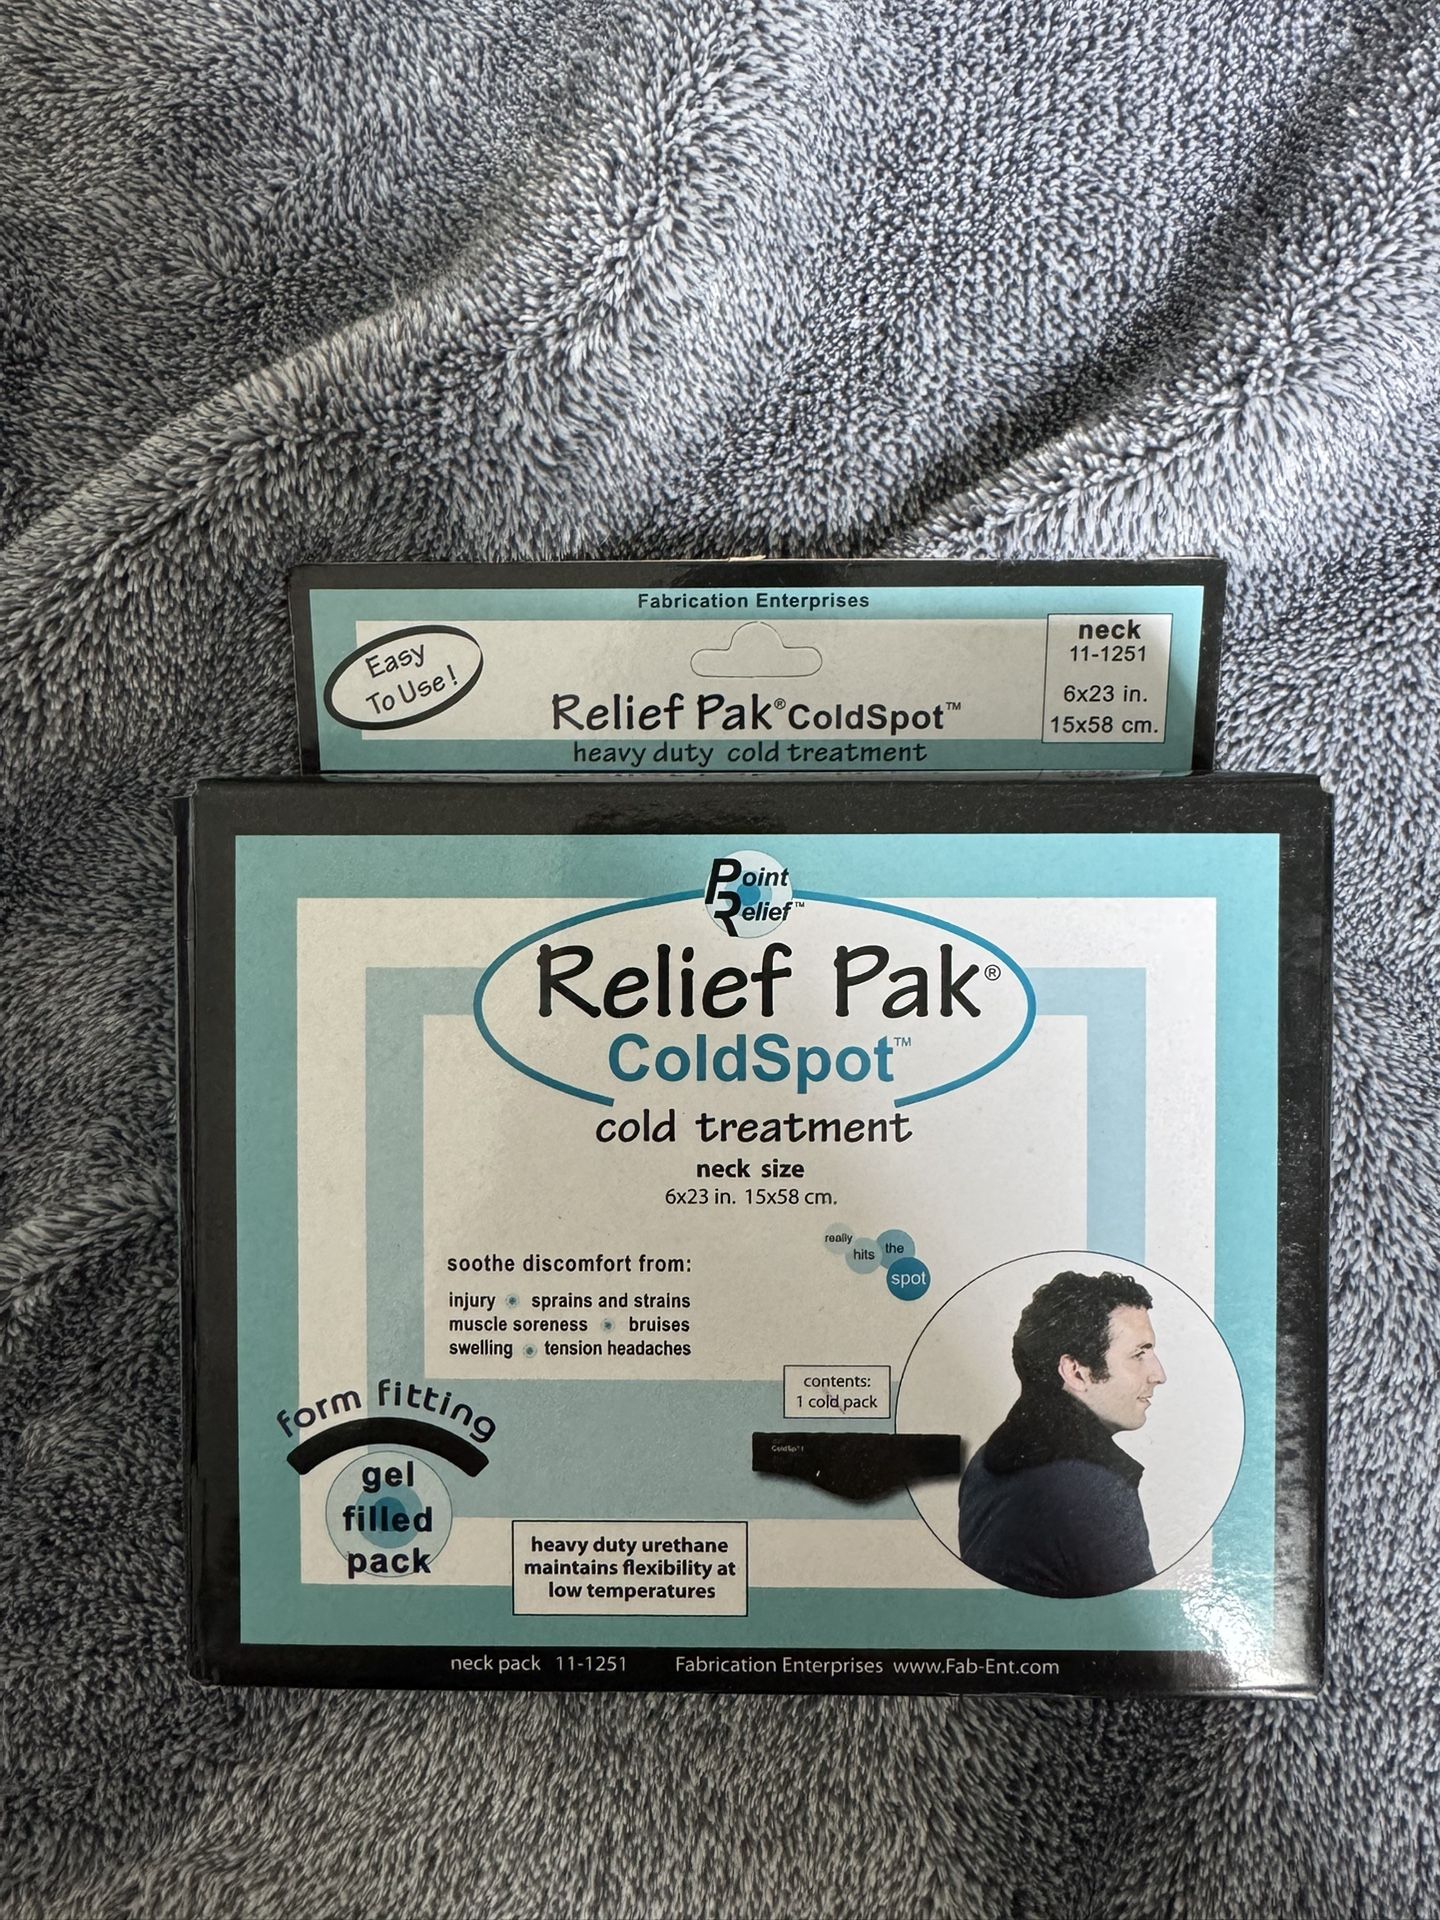 Fabrication Enterprises
Easy
To Use!
neck
11-1251
6x23 in.
15x58 cm.
Relief Pak® ColdSpot™
heavy duty cold treatment
Point
Relief™
Relief Pak®
ColdSpot™
cold treatment
neck size
6x23 in. 15x58 cm.
really
hits
the
spot
soothe discomfort from:
injury sprains and strains
muscle soreness bruises
swelling tension headaches
contents:
1 cold pack
form fitting
gel
filled
pack
heavy duty urethane
maintains flexibility at
low temperatures
neck pack 11-1251 Fabrication Enterprises www.Fab-Ent.com